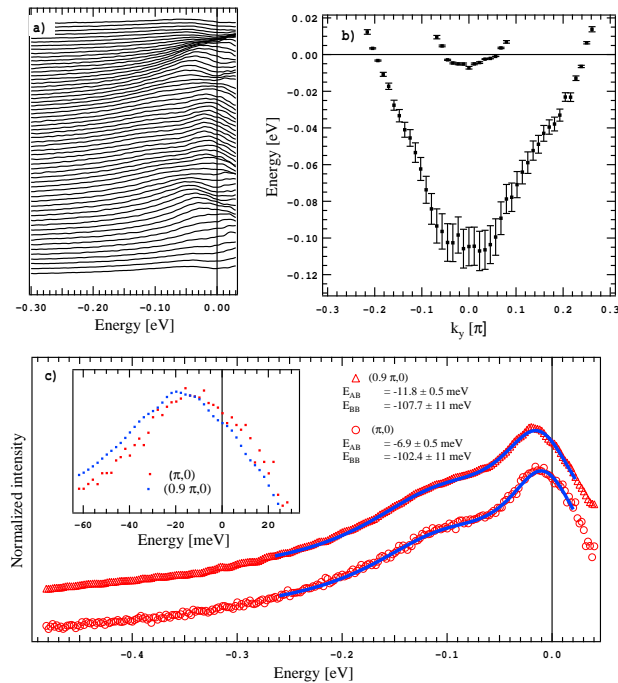 a)
-0.30
-0.20
-0.10
0.00
Energy [eV]
b)
0.02
0.00
-0.02
-0.04
-0.06
-0.08
-0.10
-0.12
Energy [eV]
-0.2
-0.1
0.0
0.1
0.2
0.3
k_y [π]
c)
(0.9 π,0)
E_AB = -11.8 ± 0.5 meV
E_BB = -107.7 ± 11 meV
(π,0)
E_AB = -6.9 ± 0.5 meV
E_BB = -102.4 ± 11 meV
(π,0)
(0.9 π,0)
-60
-40
-20
0
20
Energy [meV]
Normalized intensity
-0.4
-0.3
-0.2
-0.1
0.0
Energy [eV]